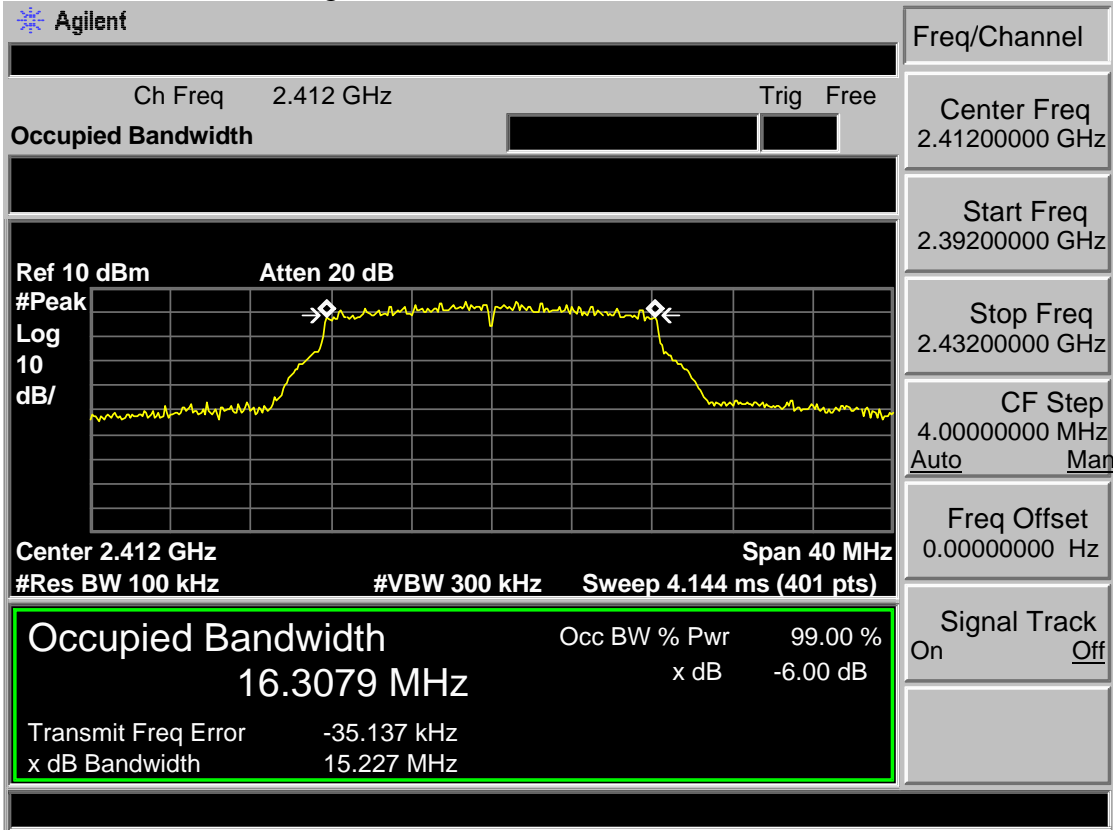 Agilent
Freq/Channel
Ch Freq 2.412 GHz Trig Free
Occupied Bandwidth
Center Freq
2.41200000 GHz
Start Freq
2.39200000 GHz
Stop Freq
2.43200000 GHz
CF Step
4.00000000 MHz
Auto Man
Freq Offset
0.00000000 Hz
Signal Track
On Off
Ref 10 dBm Atten 20 dB
#Peak
Log
10
dB/
Center 2.412 GHz Span 40 MHz
#Res BW 100 kHz #VBW 300 kHz Sweep 4.144 ms (401 pts)
Occupied Bandwidth Occ BW % Pwr 99.00 %
16.3079 MHz x dB -6.00 dB
Transmit Freq Error -35.137 kHz
x dB Bandwidth 15.227 MHz